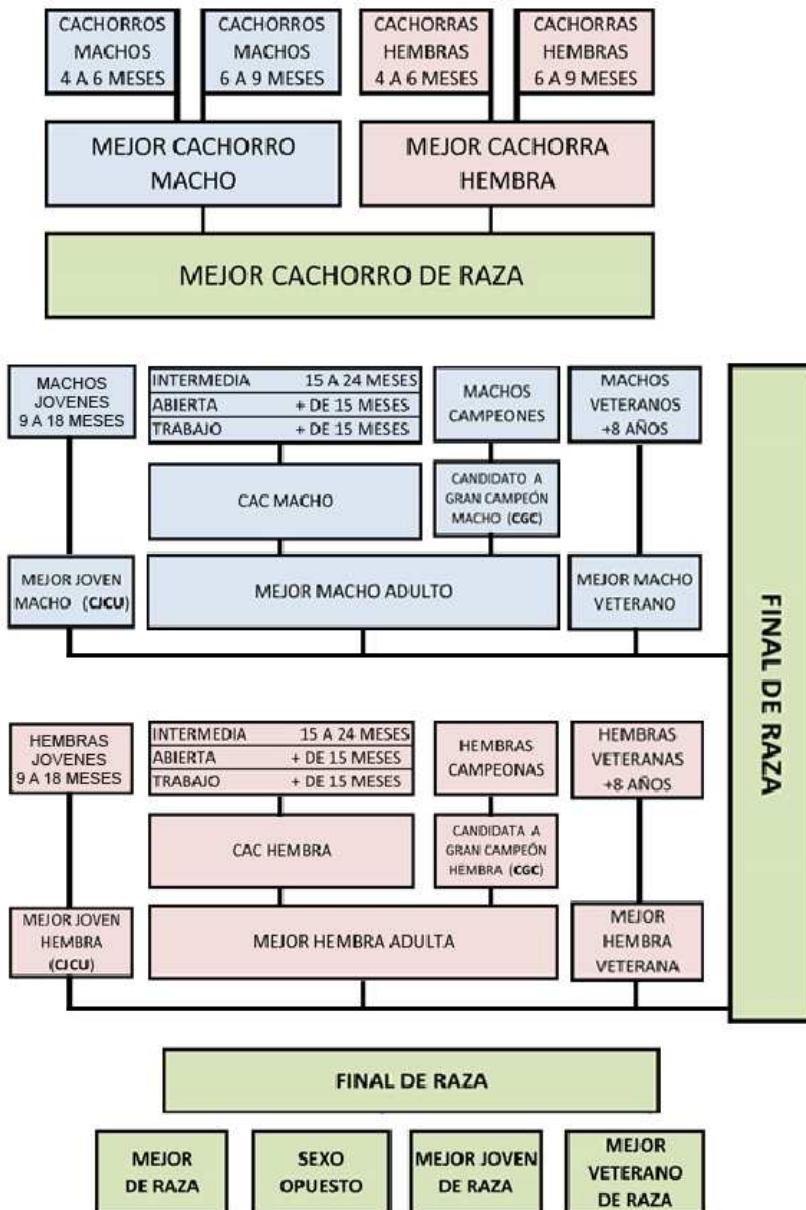 CACHORROS
MACHOS
4 A 6 MESES
CACHORROS
MACHOS
6 A 9 MESES
CACHORRAS
HEMBRAS
4 A 6 MESES
CACHORRAS
HEMBRAS
6 A 9 MESES
MEJOR CACHORRO
MACHO
MEJOR CACHORRA
HEMBRA
MEJOR CACHORRO DE RAZA
MACHOS
JOVENES
9 A 18 MESES
INTERMEDIA 15 A 24 MESES
ABIERTA + DE 15 MESES
TRABAJO + DE 15 MESES
MACHOS
CAMPEONES
MACHOS
VETERANOS
+8 AÑOS
CAC MACHO
CANDIDATO A
GRAN CAMPEÓN
MACHO (CGC)
MEJOR JOVEN
MACHO (CJCU)
MEJOR MACHO ADULTO
MEJOR MACHO
VETERANO
FINAL DE RAZA
HEMBRAS
JOVENES
9 A 18 MESES
INTERMEDIA 15 A 24 MESES
ABIERTA + DE 15 MESES
TRABAJO + DE 15 MESES
HEMBRAS
CAMPEONAS
HEMBRAS
VETERANAS
+8 AÑOS
CAC HEMBRA
CANDIDATA A
GRAN CAMPEÓN
HEMBRA (CGC)
MEJOR JOVEN
HEMBRA
(CJCU)
MEJOR HEMBRA ADULTA
MEJOR
HEMBRA
VETERANA
FINAL DE RAZA
MEJOR
DE RAZA
SEXO
OPUESTO
MEJOR JOVEN
DE RAZA
MEJOR
VETERANO
DE RAZA